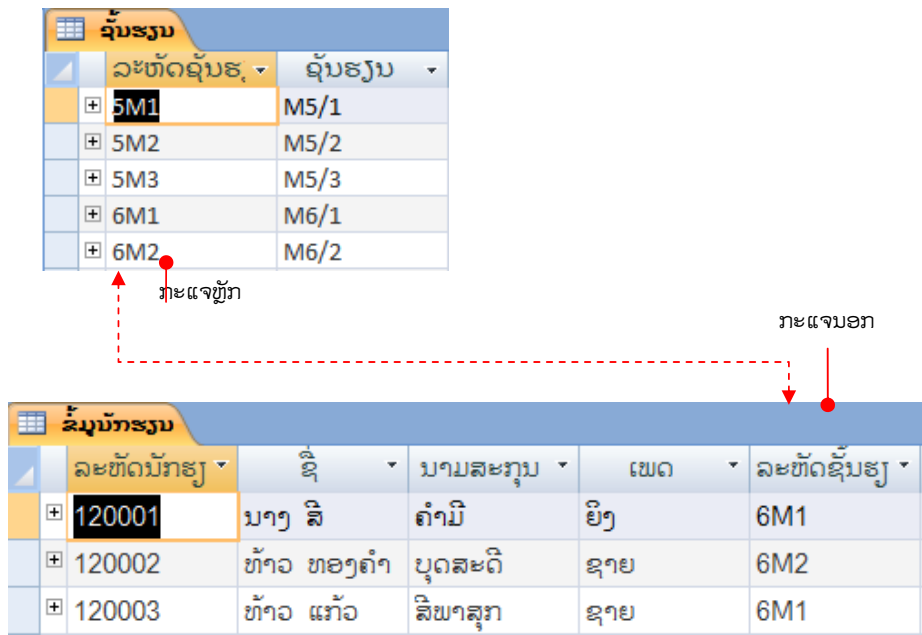 ຊັ້ນຮຽນ
ລະຫັດຊັ້ນຮຽ ຊັ້ນຮຽນ
5M1 M5/1
5M2 M5/2
5M3 M5/3
6M1 M6/1
6M2 M6/2
ກະແຈຫຼັກ
ກະແຈນອກ
ຂໍ້ມູນັກຮຽນ
ລະຫັດນັກຮຽ ຊື່ ນາມສະກຸນ ເພດ ລະຫັດຊັ້ນຮຽ
120001 ນາງ ສີ ຄຳມີ ຍິງ 6M1
120002 ທ້າວ ທອງຄຳ ບຸດສະດີ ຊາຍ 6M2
120003 ທ້າວ ແກ້ວ ສີພາສຸກ ຊາຍ 6M1